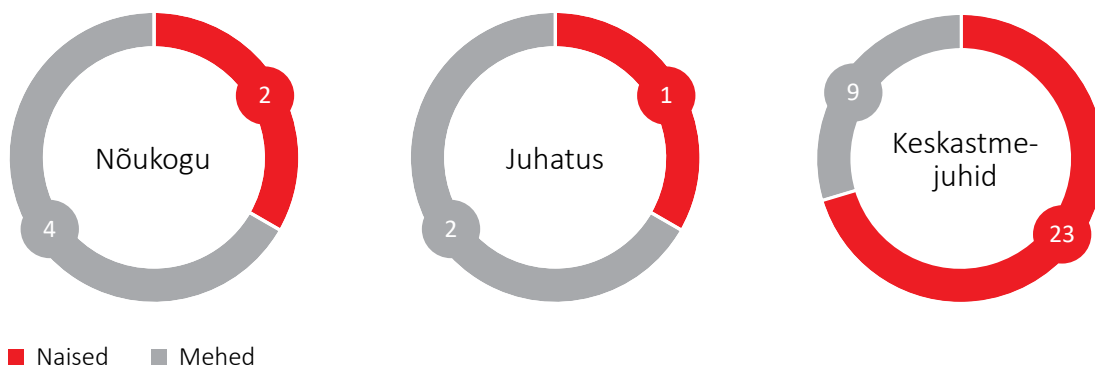 2
Nõukogu
4
1
Juhatus
2
9
Keskastme-
juhid
23
Naised
Mehed